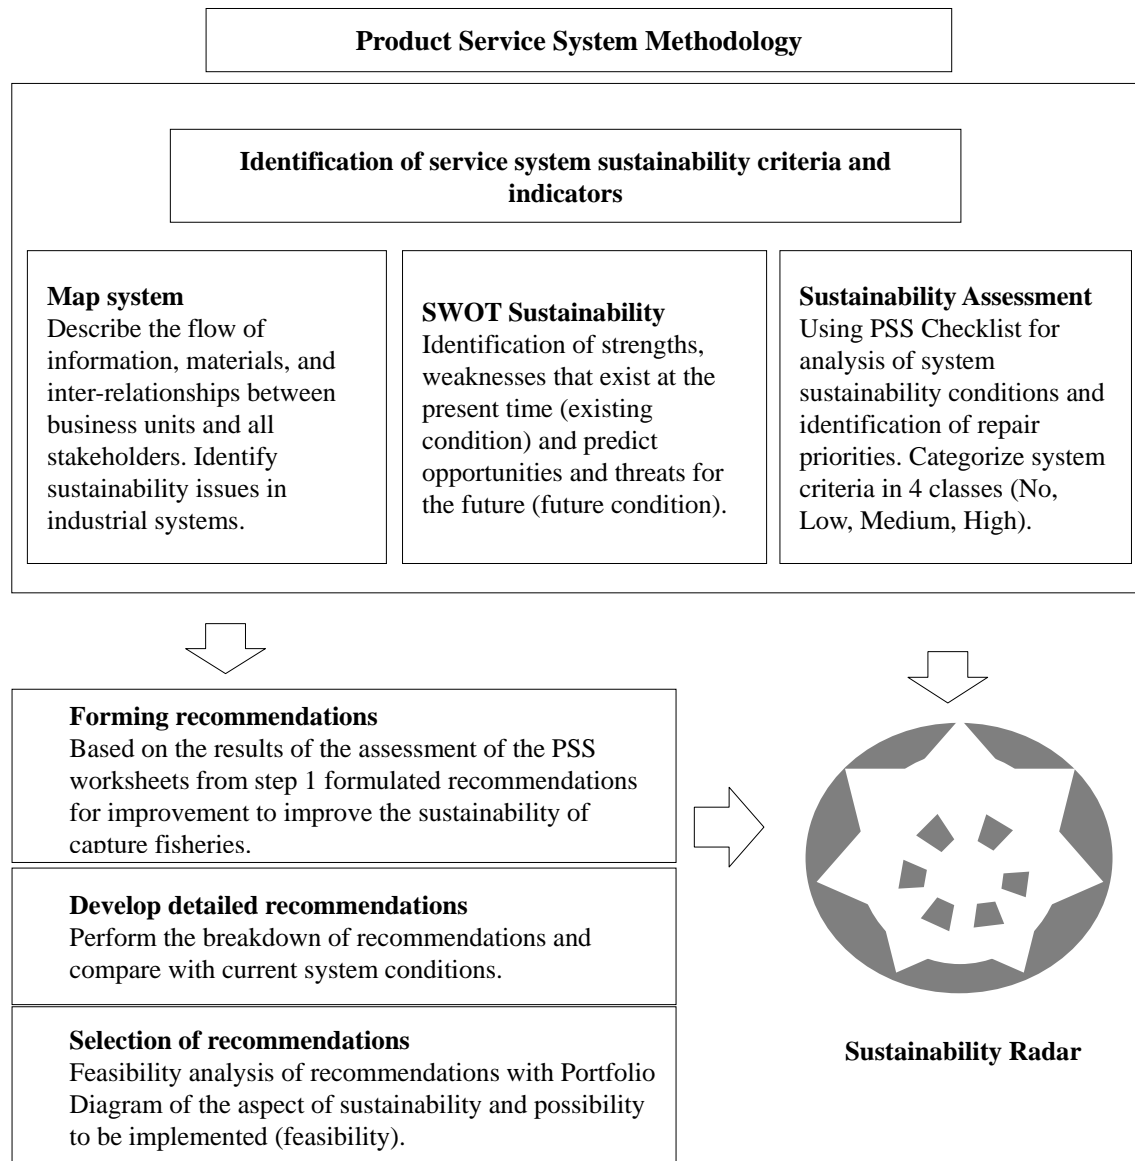 Product Service System Methodology
Identification of service system sustainability criteria and
indicators
Map system
Describe the flow of
information, materials, and
inter-relationships between
business units and all
stakeholders. Identify
sustainability issues in
industrial systems.
SWOT Sustainability
Identification of strengths,
weaknesses that exist at the
present time (existing
condition) and predict
opportunities and threats for
the future (future condition).
Sustainability Assessment
Using PSS Checklist for
analysis of system
sustainability conditions and
identification of repair
priorities. Categorize system
criteria in 4 classes (No,
Low, Medium, High).
Forming recommendations
Based on the results of the assessment of the PSS
worksheets from step 1 formulated recommendations
for improvement to improve the sustainability of
capture fisheries.
Develop detailed recommendations
Perform the breakdown of recommendations and
compare with current system conditions.
Selection of recommendations
Feasibility analysis of recommendations with Portfolio
Diagram of the aspect of sustainability and possibility
to be implemented (feasibility).
Sustainability Radar